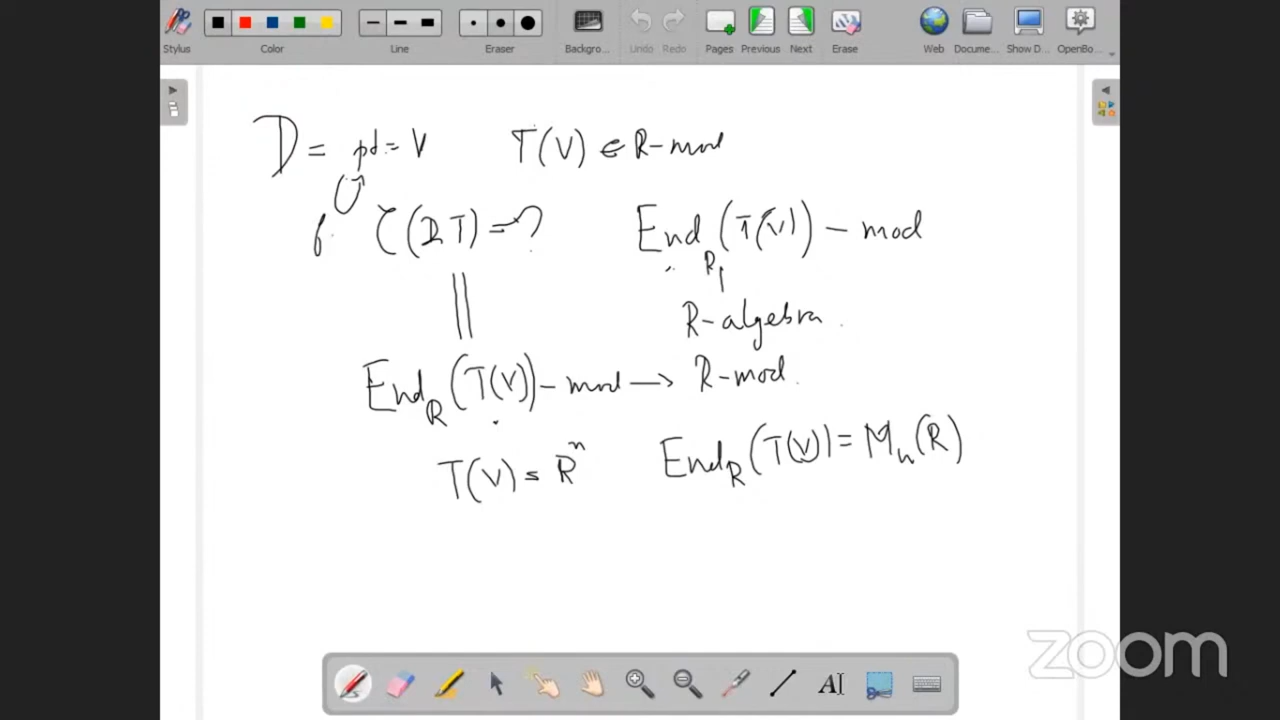 Stylus Color Line Eraser Backgro... Undo Redo Pages Previous Next Erase Web Docume... Show D... OpenBo...
D = pt = V T(V) ∈ R-mod
C(D,T) = ? End_R(T(V)) - mod
||
R-algebra.
End_R(T(V)) - mod → R-mod.
T(V) = R^n End_R(T(V)) = M_n(R)
zoom